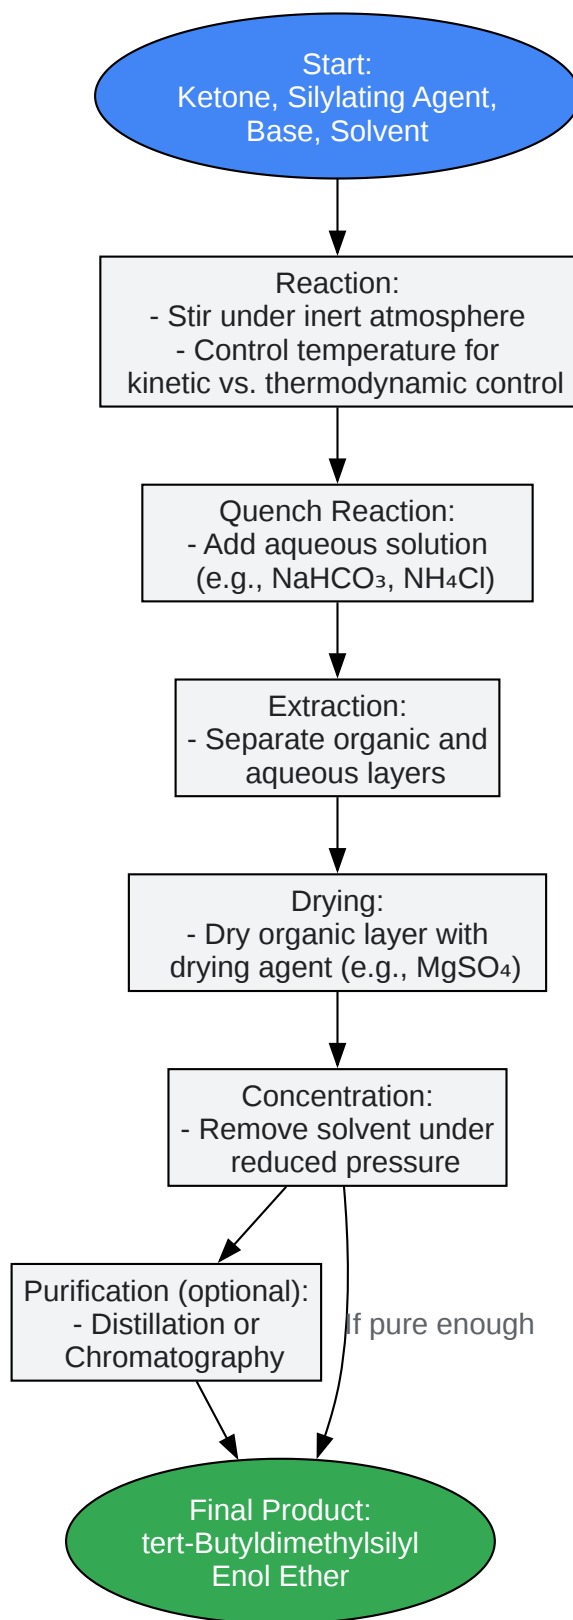 Start:
Ketone, Silylating Agent,
Base, Solvent
Reaction:
- Stir under inert atmosphere
- Control temperature for
kinetic vs. thermodynamic control
Quench Reaction:
- Add aqueous solution
(e.g., NaHCO₃, NH₄Cl)
Extraction:
- Separate organic and
aqueous layers
Drying:
- Dry organic layer with
drying agent (e.g., MgSO₄)
Concentration:
- Remove solvent under
reduced pressure
Purification (optional):
- Distillation or
Chromatography
If pure enough
Final Product:
tert-Butyldimethylsilyl
Enol Ether